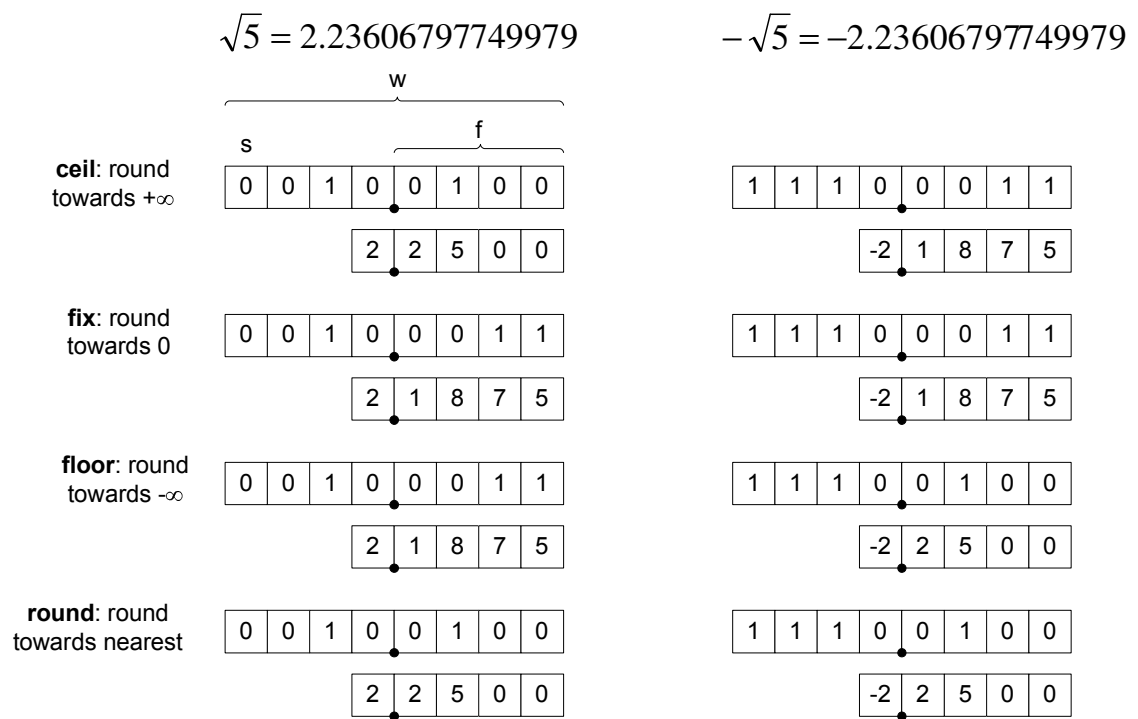 √5 = 2.23606797749979
−√5 = −2.23606797749979
w
s
f
ceil: round
towards +∞
0 0 1 0 0 1 0 0
1 1 1 0 0 0 1 1
2 2 5 0 0
-2 1 8 7 5
fix: round
towards 0
0 0 1 0 0 0 1 1
1 1 1 0 0 0 1 1
2 1 8 7 5
-2 1 8 7 5
floor: round
towards -∞
0 0 1 0 0 0 1 1
1 1 1 0 0 1 0 0
2 1 8 7 5
-2 2 5 0 0
round: round
towards nearest
0 0 1 0 0 1 0 0
1 1 1 0 0 1 0 0
2 2 5 0 0
-2 2 5 0 0